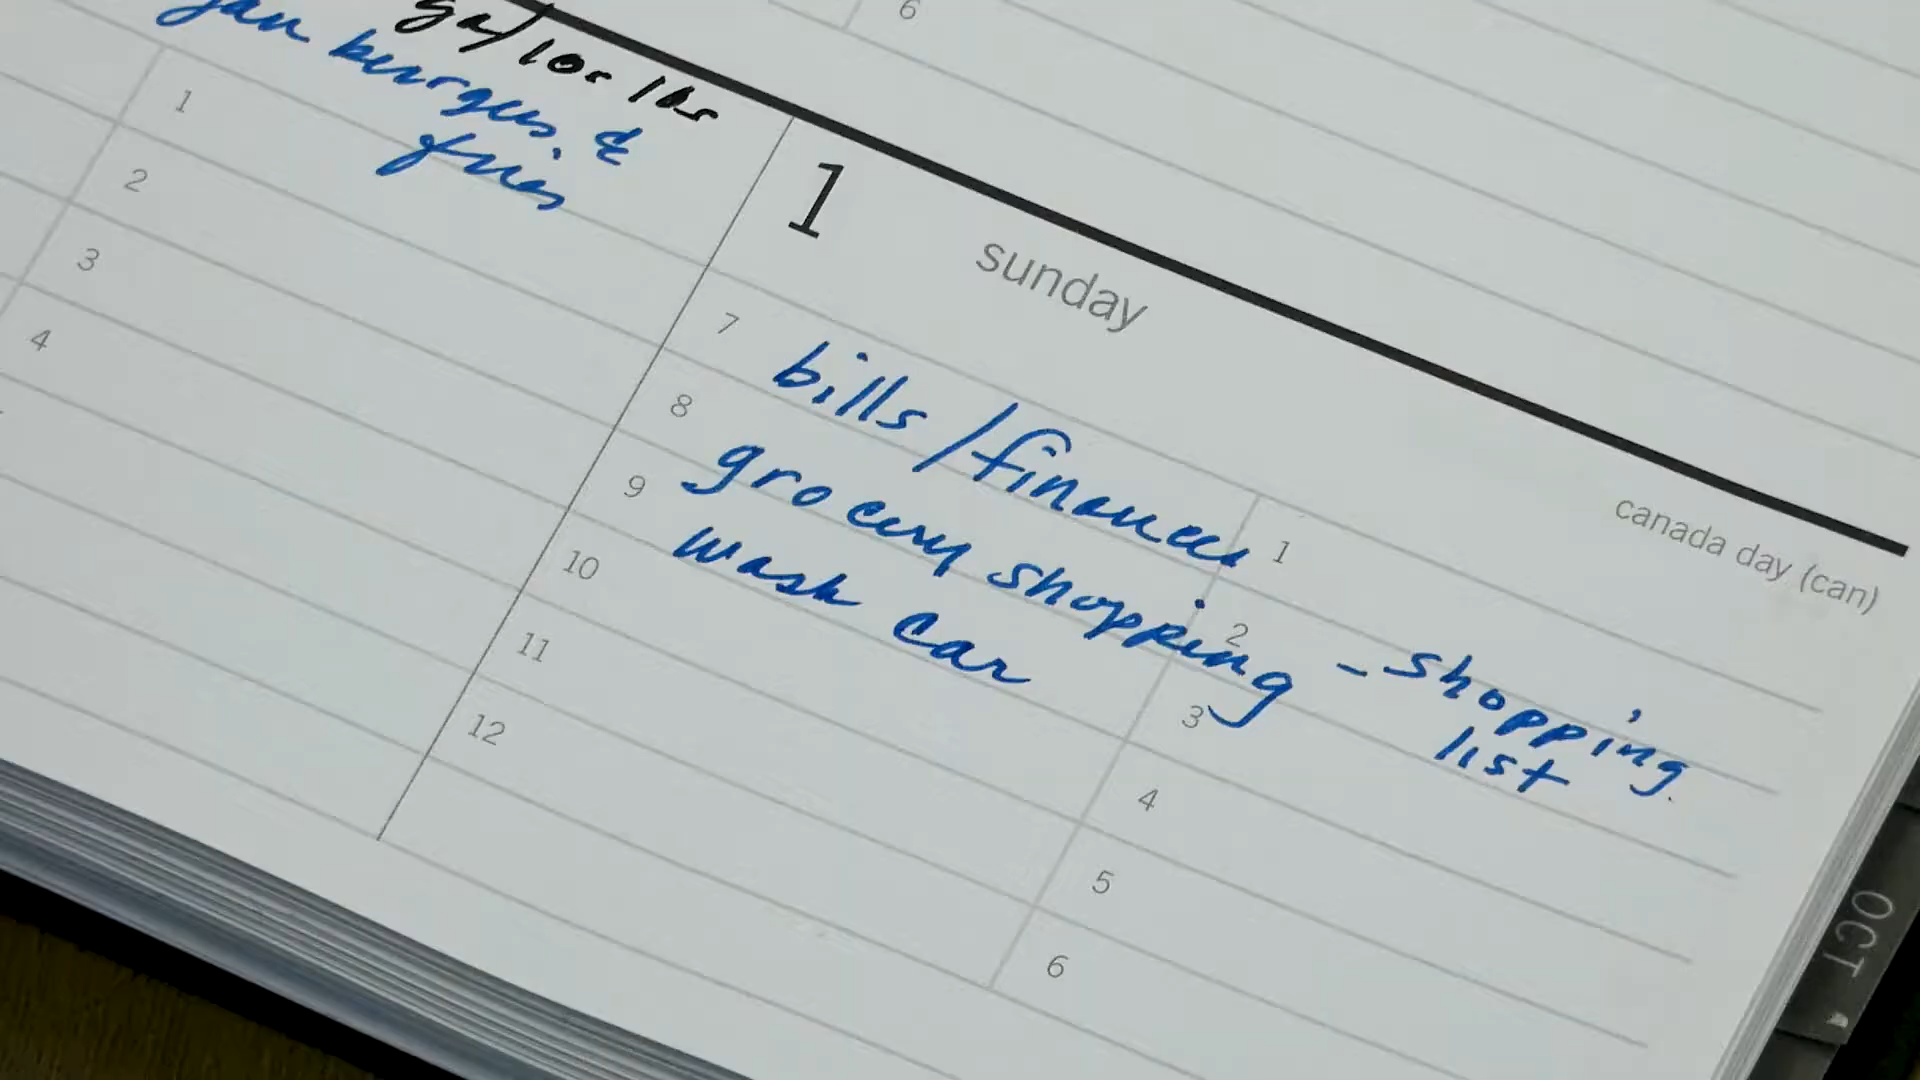 6
& 
fries
1
2
3
4
1
sunday
canada day (can)
7
8
9
10
11
12
bills / finances
grocery shopping - shopping
list
wash car
1
2
3
4
5
6
OCT